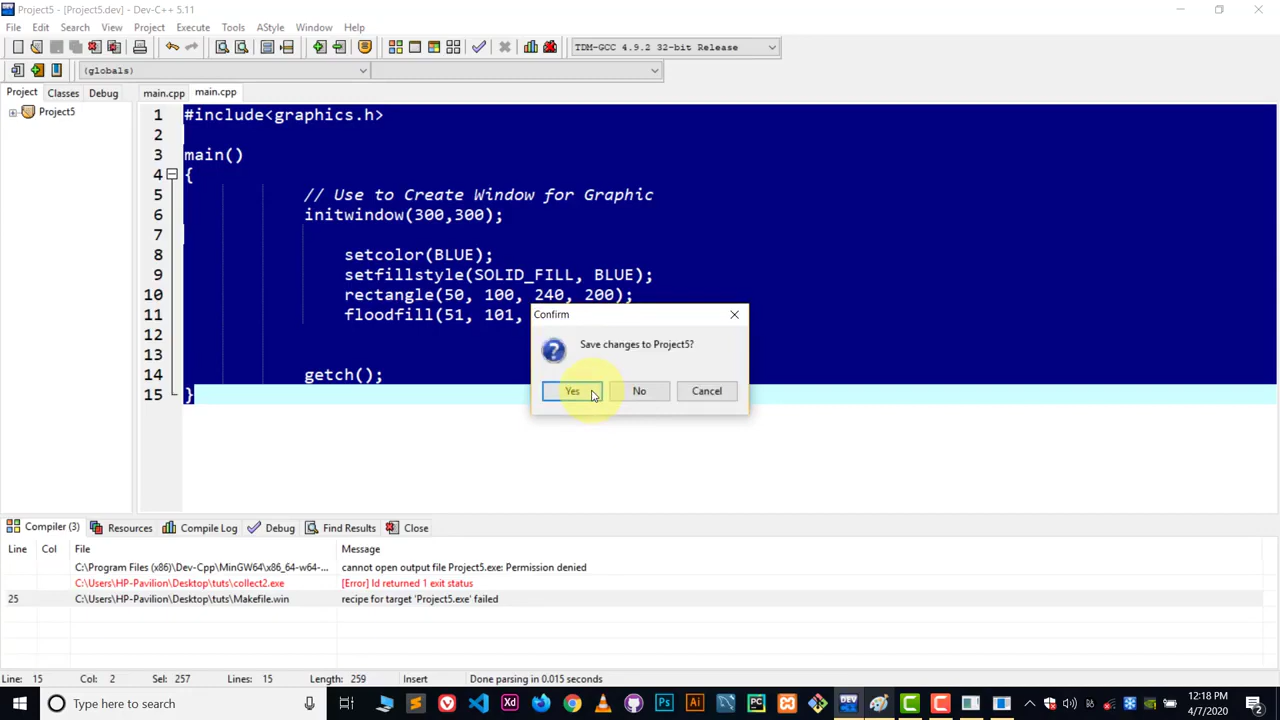 Project5 - [Project5.dev] - Dev-C++ 5.11
File Edit Search View Project Execute Tools AStyle Window Help
TDM-GCC 4.9.2 32-bit Release
(globals)
Project Classes Debug main.cpp main.cpp
Project5
1 #include<graphics.h>
2
3 main()
4 {
5 // Use to Create Window for Graphic
6 initwindow(300,300);
7
8 setcolor(BLUE);
9 setfillstyle(SOLID_FILL, BLUE);
10 rectangle(50, 100, 240, 200);
11 floodfill(51, 101,
12
13
14 getch();
15 }
Confirm
Save changes to Project5?
Yes No Cancel
Compiler (3) Resources Compile Log Debug Find Results Close
Line Col File Message
C:\Program Files (x86)\Dev-Cpp\MinGW64\x86_64-w64-... cannot open output file Project5.exe: Permission denied
C:\Users\HP-Pavilion\Desktop\tuts\collect2.exe [Error] ld returned 1 exit status
25 C:\Users\HP-Pavilion\Desktop\tuts\Makefile.win recipe for target 'Project5.exe' failed
Line: 15 Col: 2 Sel: 257 Lines: 15 Length: 259 Insert Done parsing in 0.015 seconds
Type here to search
Xd Ps Ai PC DEV
12:18 PM
4/7/2020
2